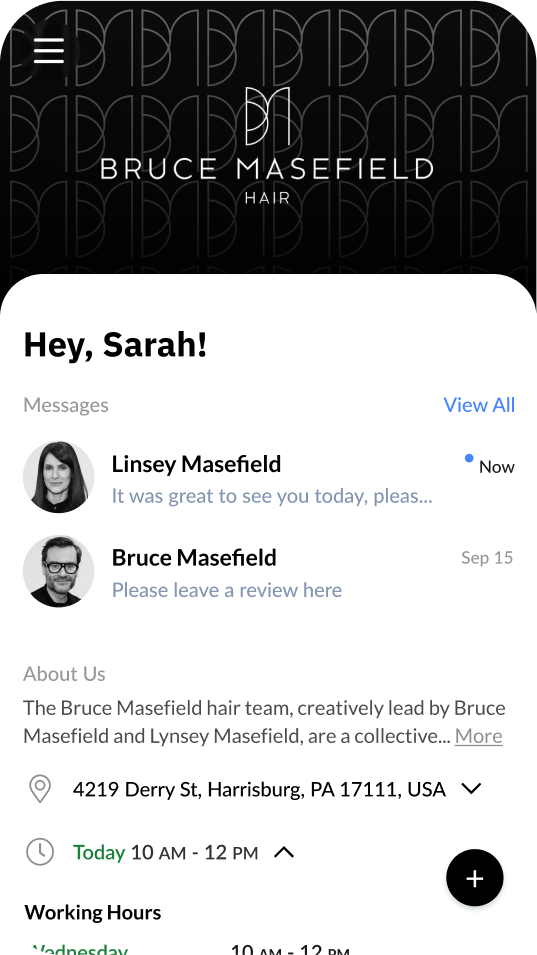 BRUCE MASEFIELD
HAIR
Hey, Sarah!
Messages View All
Linsey Masefield Now
It was great to see you today, pleas...
Bruce Masefield Sep 15
Please leave a review here
About Us
The Bruce Masefield hair team, creatively lead by Bruce
Masefield and Lynsey Masefield, are a collective... More
4219 Derry St, Harrisburg, PA 17111, USA
Today 10 AM - 12 PM
+
Working Hours
Wednesday 10 AM - 12 PM